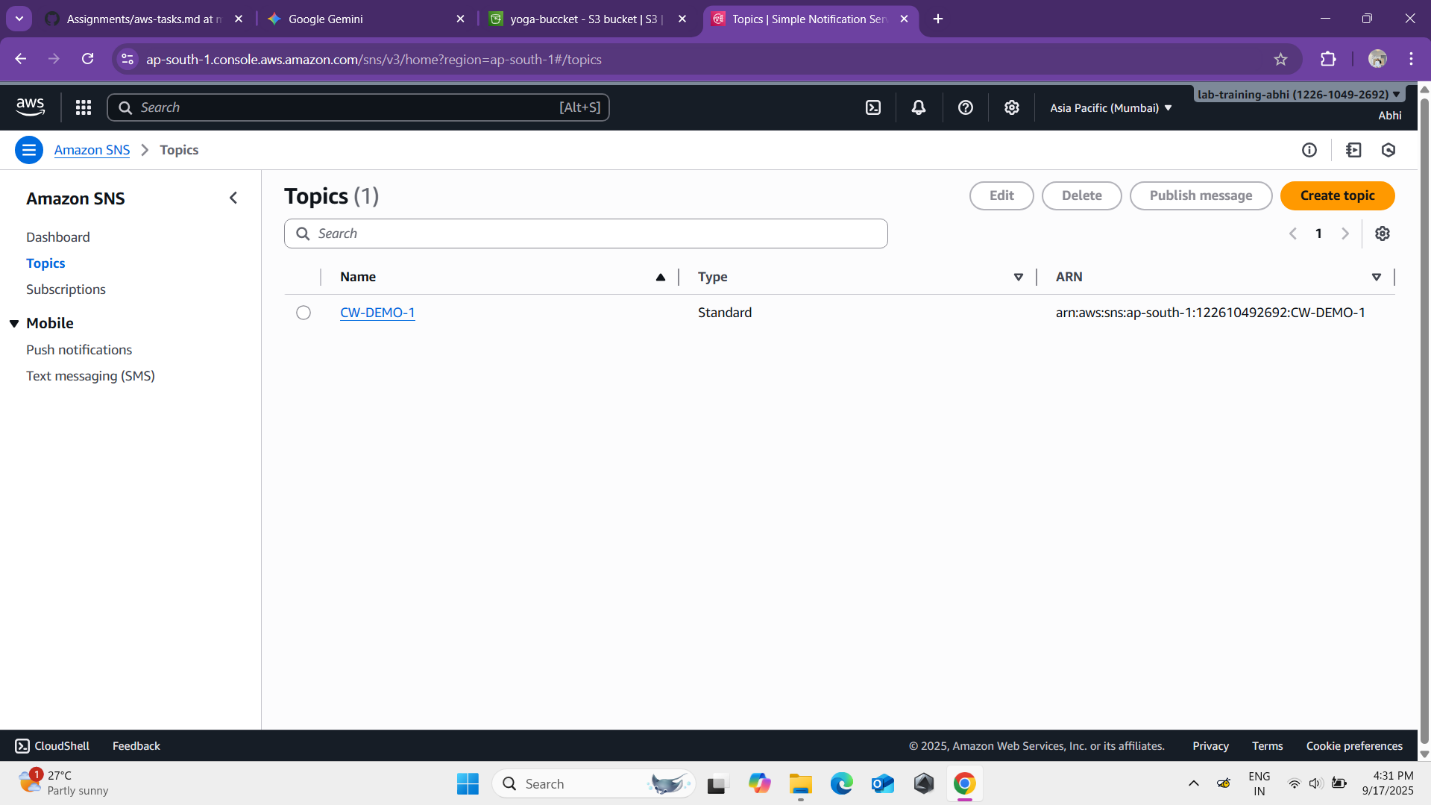 Assignments/aws-tasks.md at n
Google Gemini
yoga-buccket - S3 bucket | S3 |
Topics | Simple Notification Serv
ap-south-1.console.aws.amazon.com/sns/v3/home?region=ap-south-1#/topics
aws
Search
[Alt+S]
Asia Pacific (Mumbai)
lab-training-abhi (1226-1049-2692)
Abhi
Amazon SNS
Topics
Amazon SNS
Dashboard
Topics
Subscriptions
Mobile
Push notifications
Text messaging (SMS)
Topics (1)
Edit
Delete
Publish message
Create topic
Search
1
Name
Type
ARN
CW-DEMO-1
Standard
arn:aws:sns:ap-south-1:122610492692:CW-DEMO-1
CloudShell
Feedback
© 2025, Amazon Web Services, Inc. or its affiliates.
Privacy
Terms
Cookie preferences
1
27°C
Partly sunny
Search
ENG
IN
4:31 PM
9/17/2025